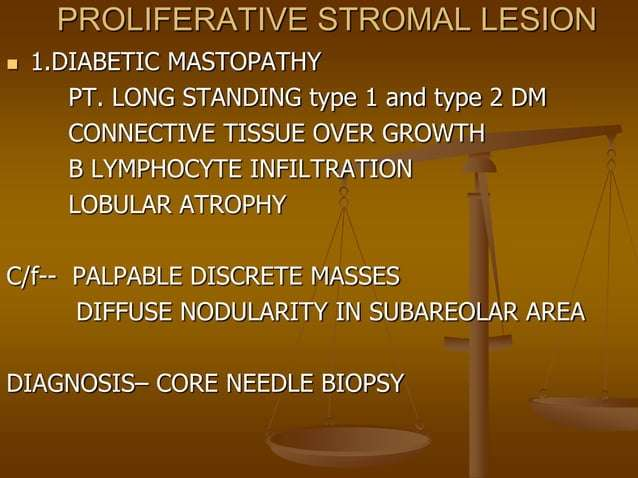 PROLIFERATIVE STROMAL LESION
1.DIABETIC MASTOPATHY
PT. LONG STANDING type 1 and type 2 DM
CONNECTIVE TISSUE OVER GROWTH
B LYMPHOCYTE INFILTRATION
LOBULAR ATROPHY
C/f-- PALPABLE DISCRETE MASSES
DIFFUSE NODULARITY IN SUBAREOLAR AREA
DIAGNOSIS– CORE NEEDLE BIOPSY